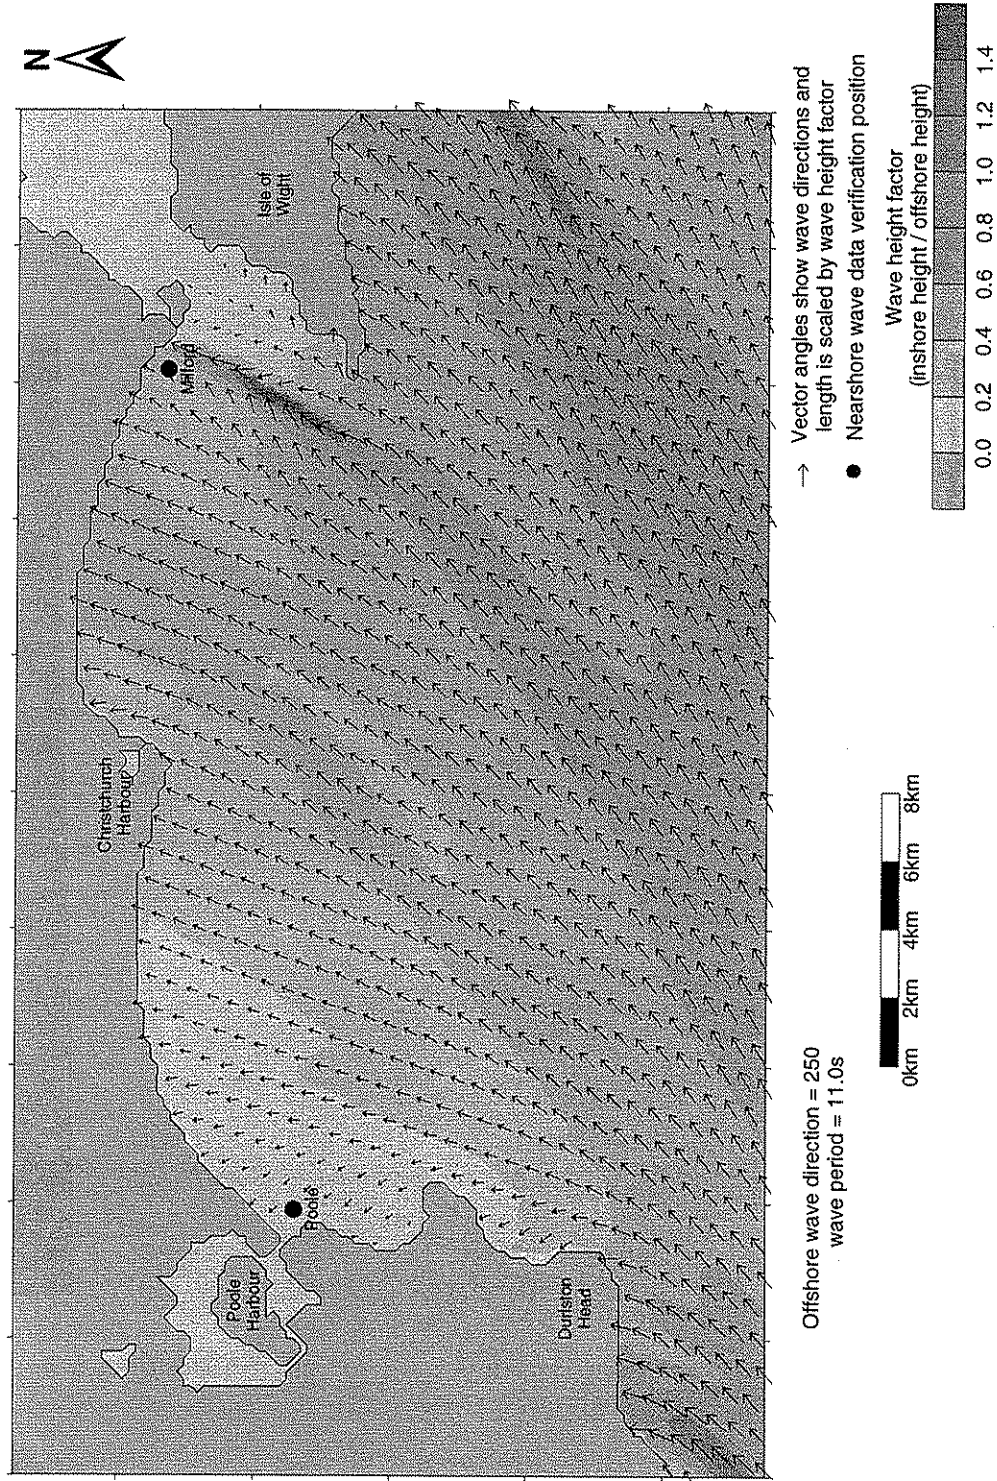 N
Isle of
Wight
Milford
Christchurch
Harbour
Poole
Poole
Harbour
Durlston
Head
Offshore wave direction = 250
wave period = 11.0s
0km 2km 4km 6km 8km
Vector angles show wave directions and
length is scaled by wave height factor
Nearshore wave data verification position
Wave height factor
(inshore height / offshore height)
0.0 0.2 0.4 0.6 0.8 1.0 1.2 1.4